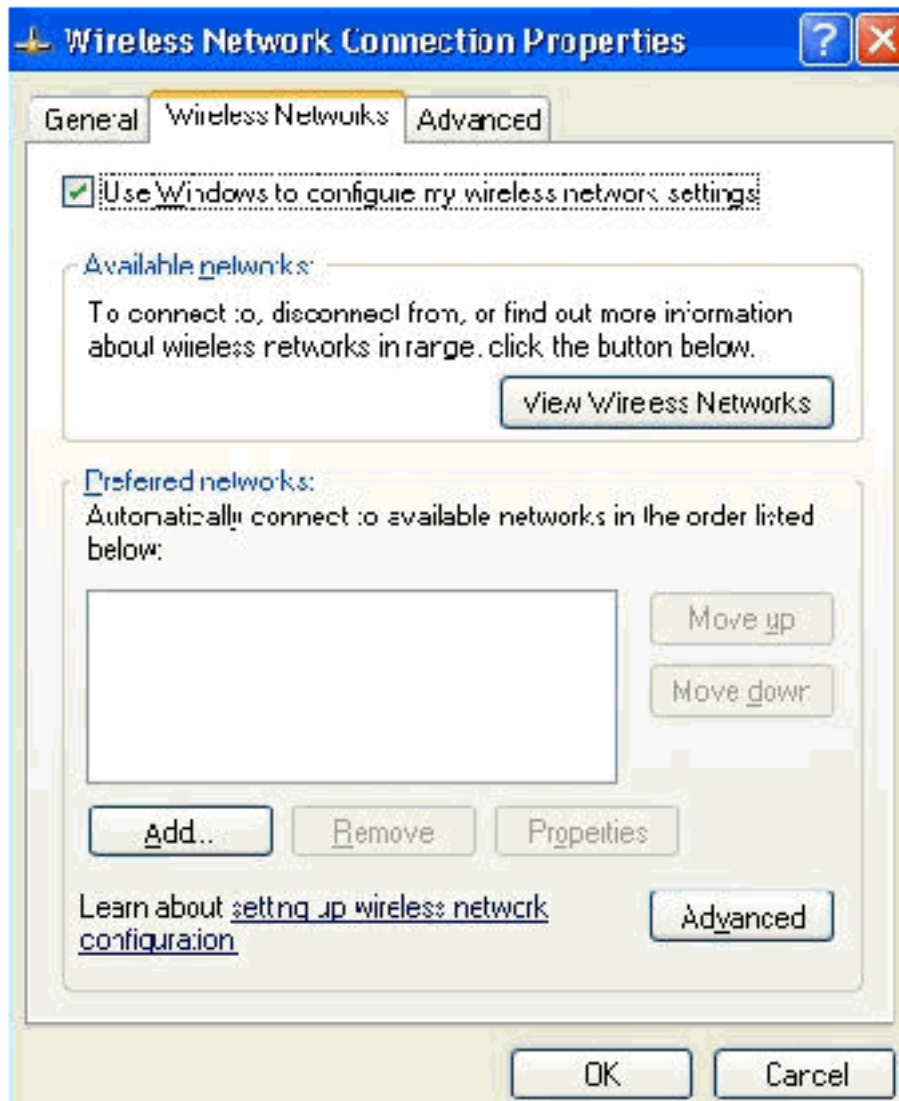 Wireless Network Connection Properties
General Wireless Networks Advanced
Use Windows to configure my wireless network settings
Available networks:
To connect to, disconnect from, or find out more information
about wireless networks in range, click the button below.
View Wireless Networks
Preferred networks:
Automatically connect to available networks in the order listed
below:
Move up
Move down
Add... Remove Properties
Learn about setting up wireless network
configuration.
Advanced
OK Cancel